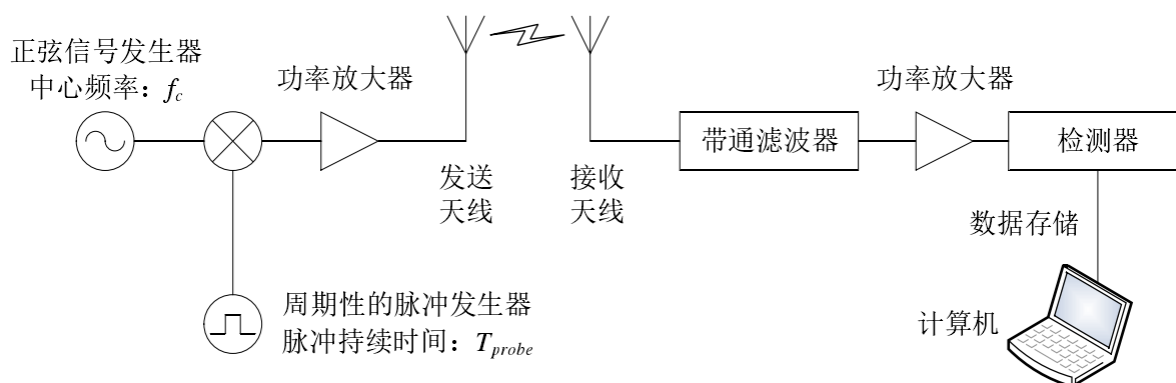 正弦信号发生器
中心频率：f_c
功率放大器
发送
天线
接收
天线
带通滤波器
功率放大器
检测器
数据存储
计算机
周期性的脉冲发生器
脉冲持续时间：T_probe